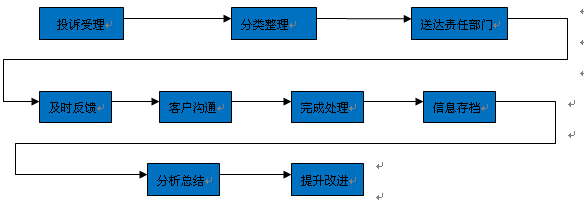 投诉受理 分类整理 送达责任部门
及时反馈 客户沟通 完成处理 信息存档
分析总结 提升改进